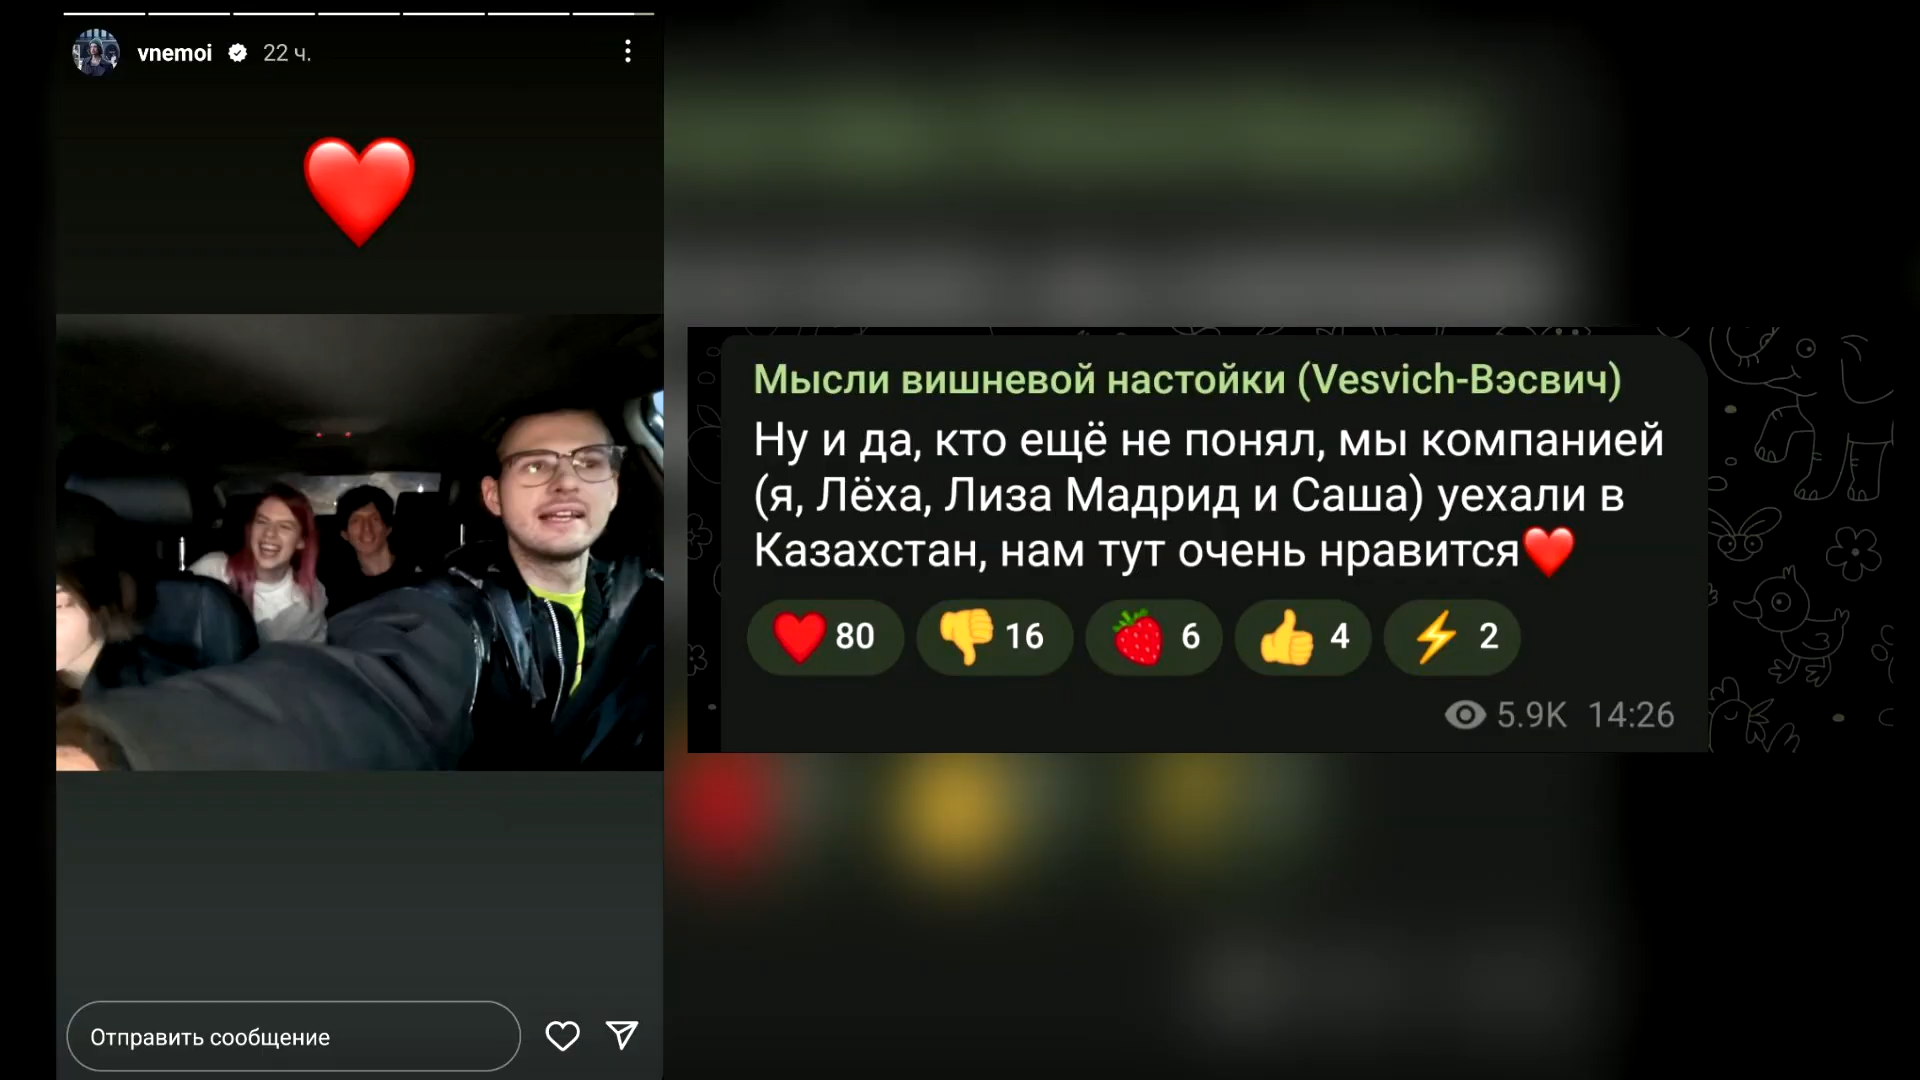 vnemoi 22 ч.
Отправить сообщение
Мысли вишневой настойки (Vesvich-Вэсвич)
Ну и да, кто ещё не понял, мы компанией
(я, Лёха, Лиза Мадрид и Саша) уехали в
Казахстан, нам тут очень нравится❤️
❤️ 80 👎 16 🍓 6 👍 4 ⚡ 2
5.9K 14:26